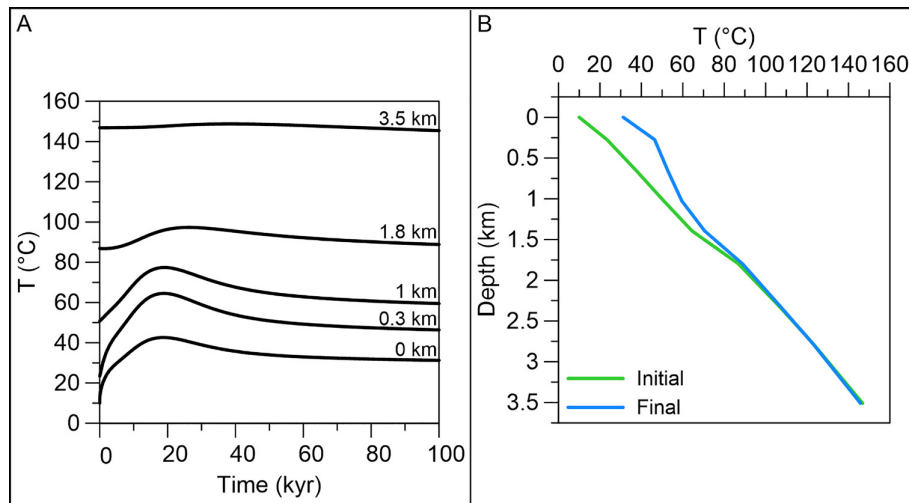 A
T (°C)
160
140
120
100
80
60
40
20
0
3.5 km
1.8 km
1 km
0.3 km
0 km
0 20 40 60 80 100
Time (kyr)
B
T (°C)
0 20 40 60 80 100 120 140 160
Depth (km)
0
0.5
1
1.5
2
2.5
3
3.5
Initial
Final